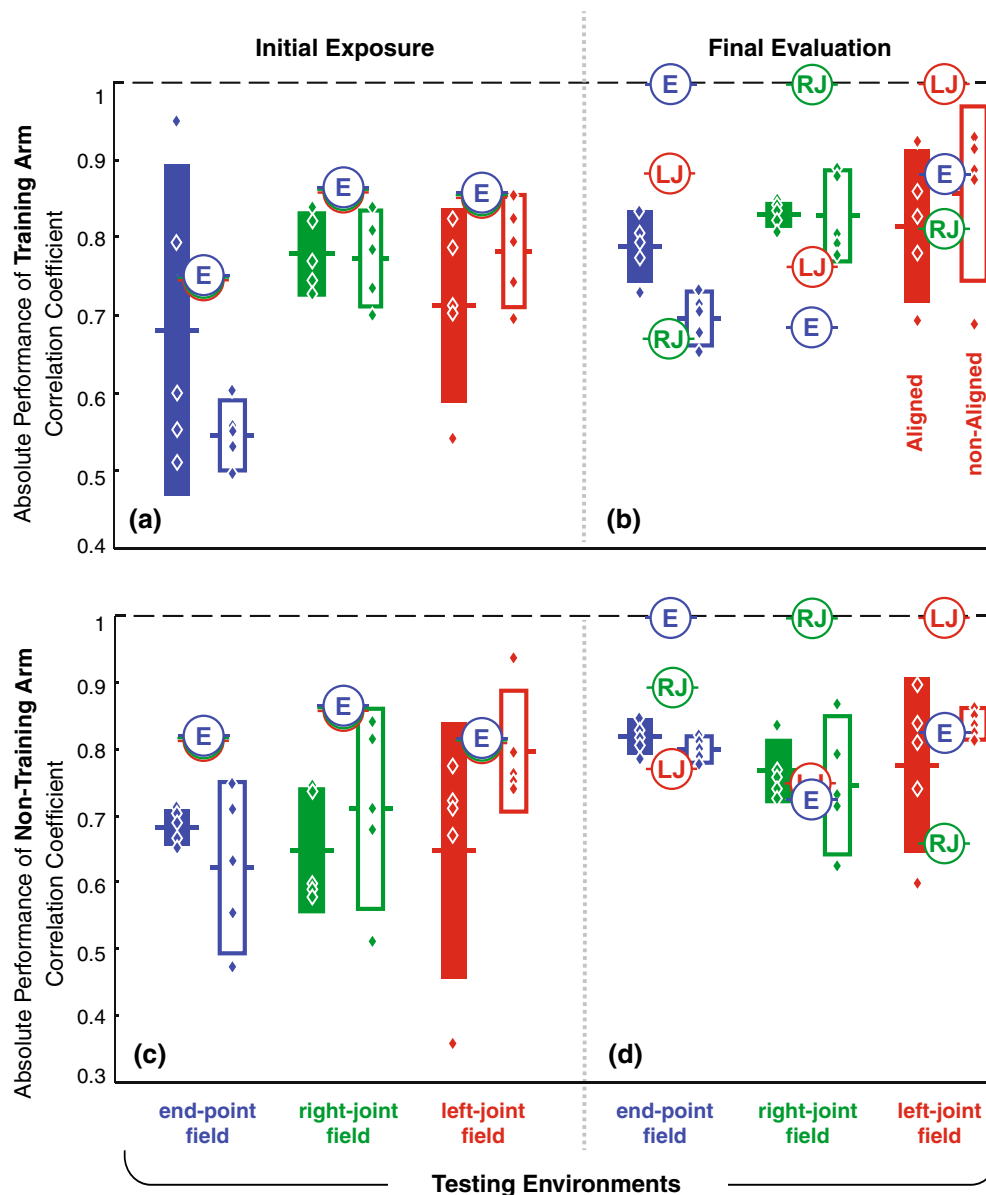 Initial Exposure
Final Evaluation
Absolute Performance of Training Arm
Correlation Coefficient
1
0.9
0.8
0.7
0.6
0.5
0.4
E
E
E
(a)
E
LJ
RJ
RJ
LJ
E
LJ
E
RJ
Aligned
non-Aligned
(b)
Absolute Performance of Non-Training Arm
Correlation Coefficient
1
0.9
0.8
0.7
0.6
0.5
0.4
0.3
E
E
E
(c)
E
RJ
LJ
RJ
LJ
E
LJ
E
RJ
(d)
end-point
field
right-joint
field
left-joint
field
end-point
field
right-joint
field
left-joint
field
Testing Environments